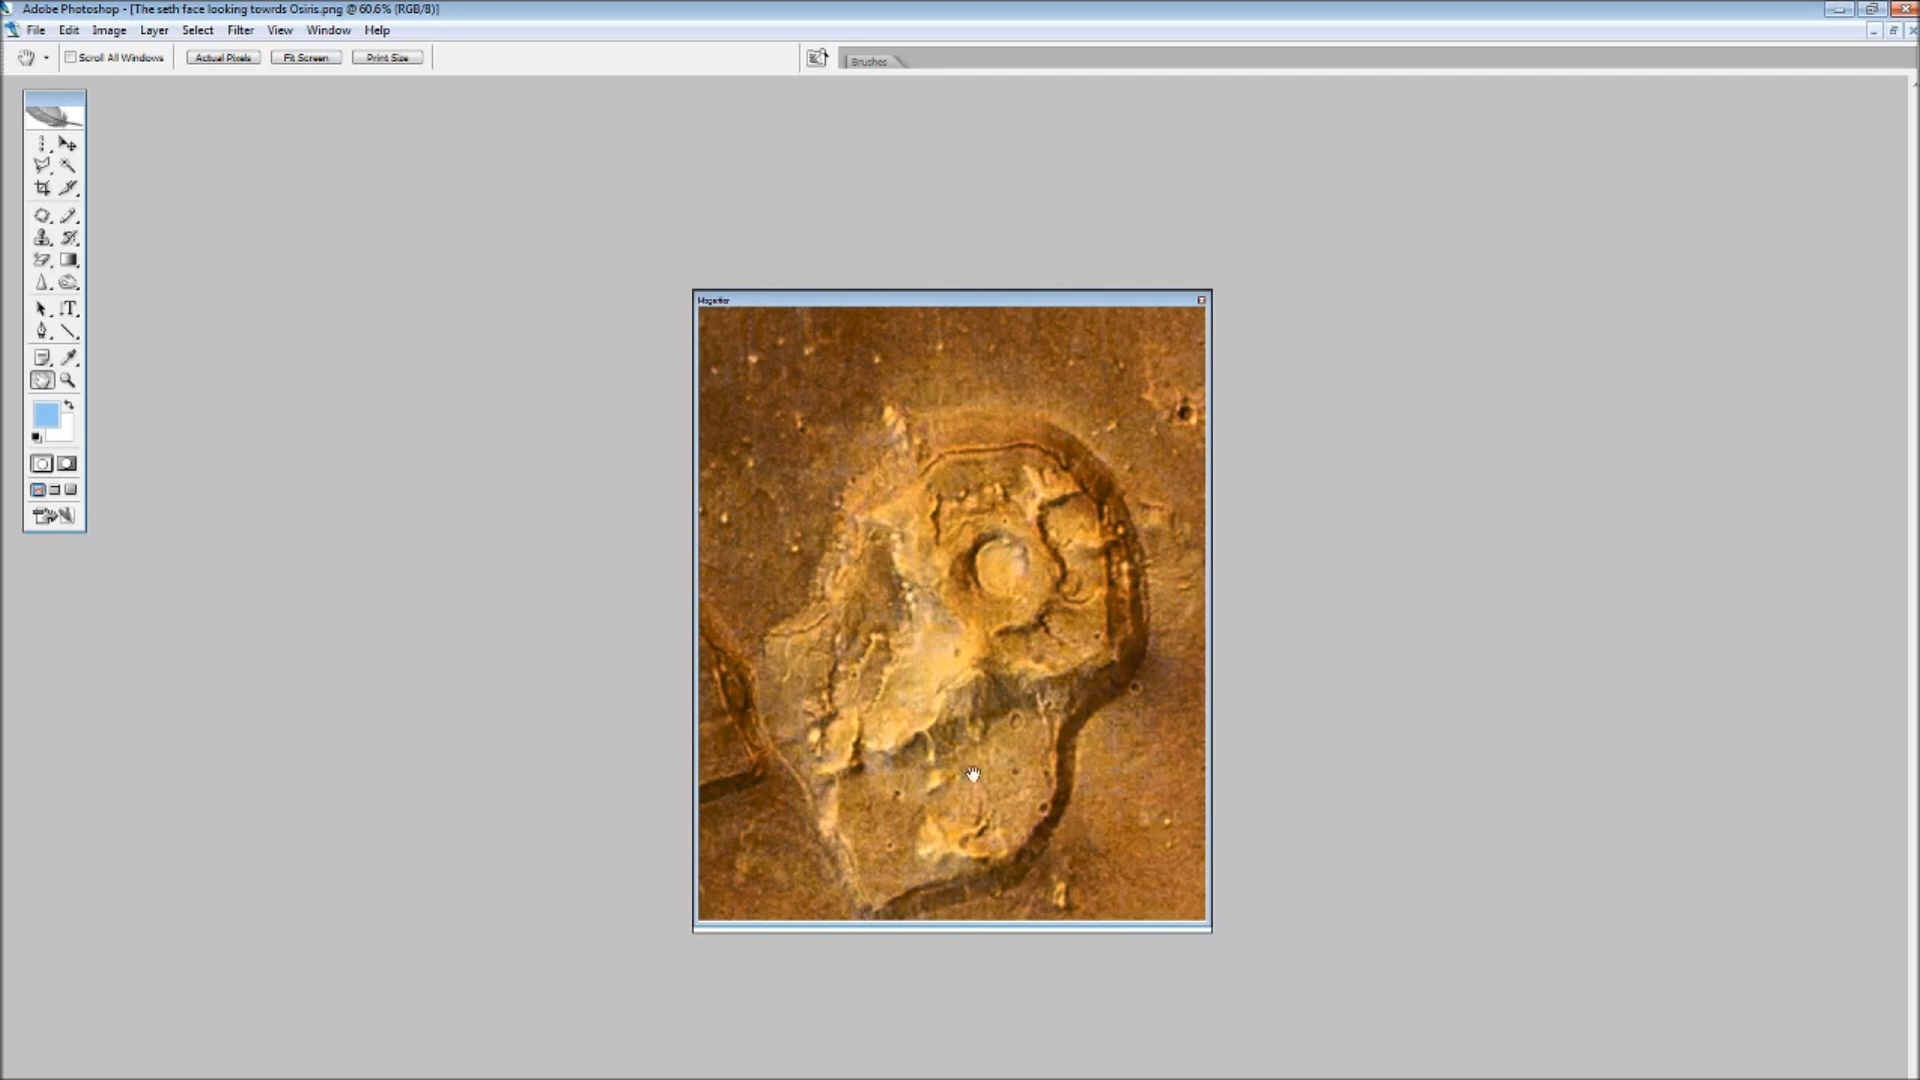 Adobe Photoshop - [The seth face looking towrds Osiris.png @ 60.6% (RGB/8)]
File Edit Image Layer Select Filter View Window Help
Scroll All Windows Actual Pixels Fit Screen Print Size Brushes
Magnifier